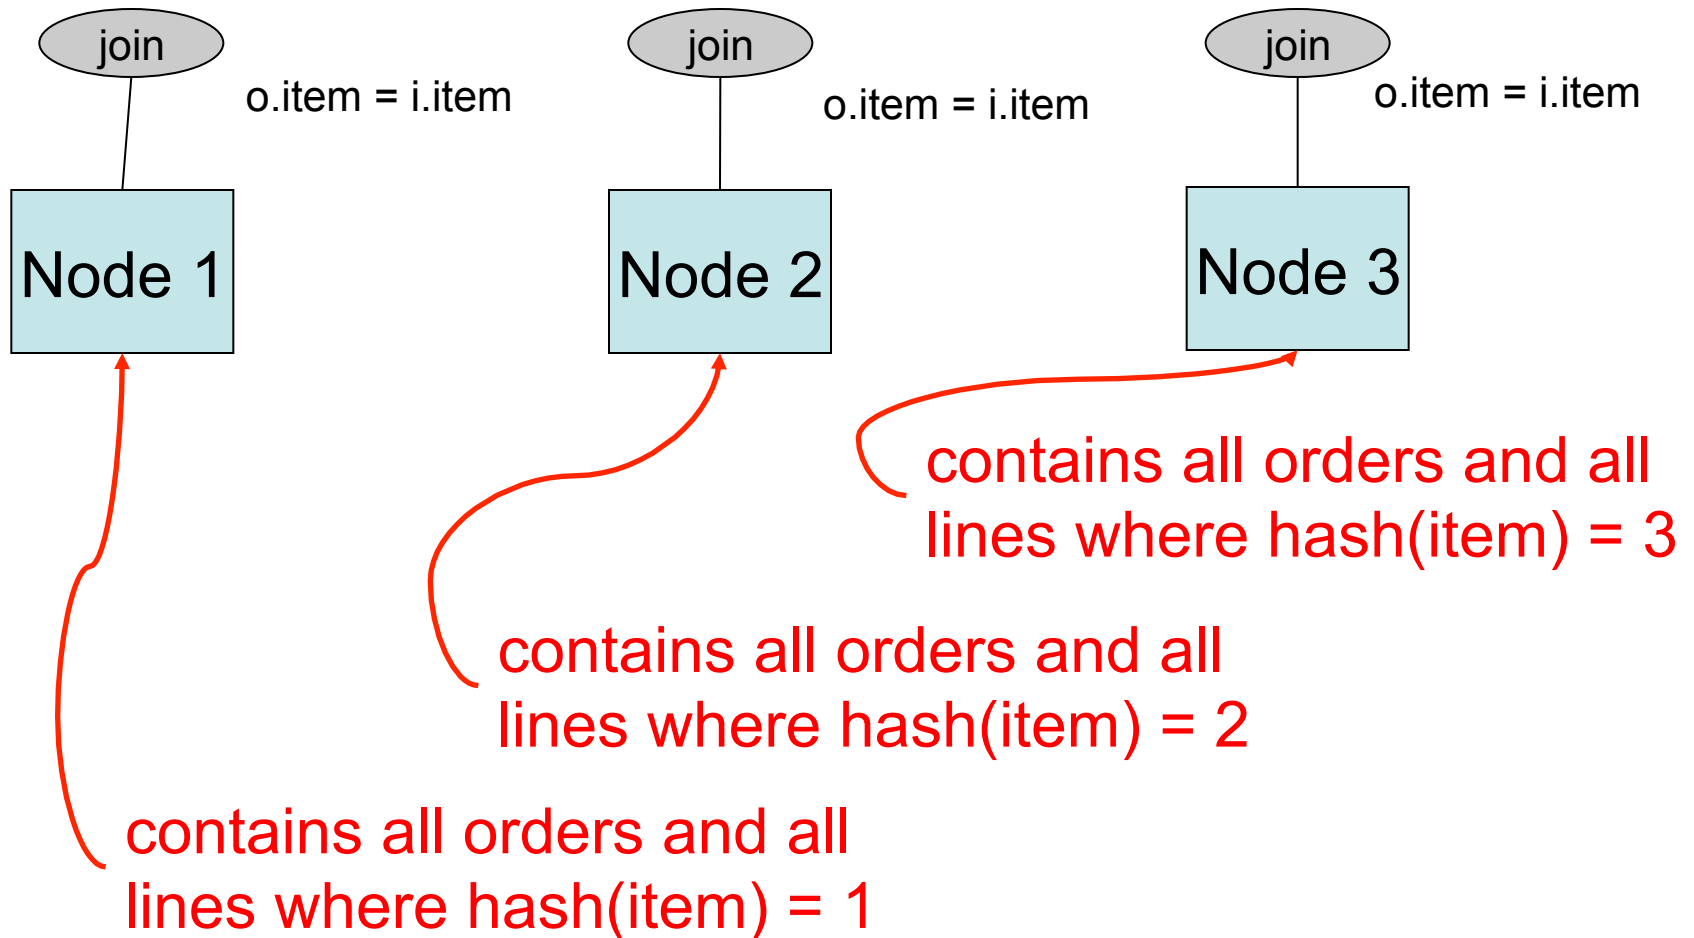 join
join
join
o.item = i.item
o.item = i.item
o.item = i.item
Node 1
Node 2
Node 3
contains all orders and all
lines where hash(item) = 3
contains all orders and all
lines where hash(item) = 2
contains all orders and all
lines where hash(item) = 1